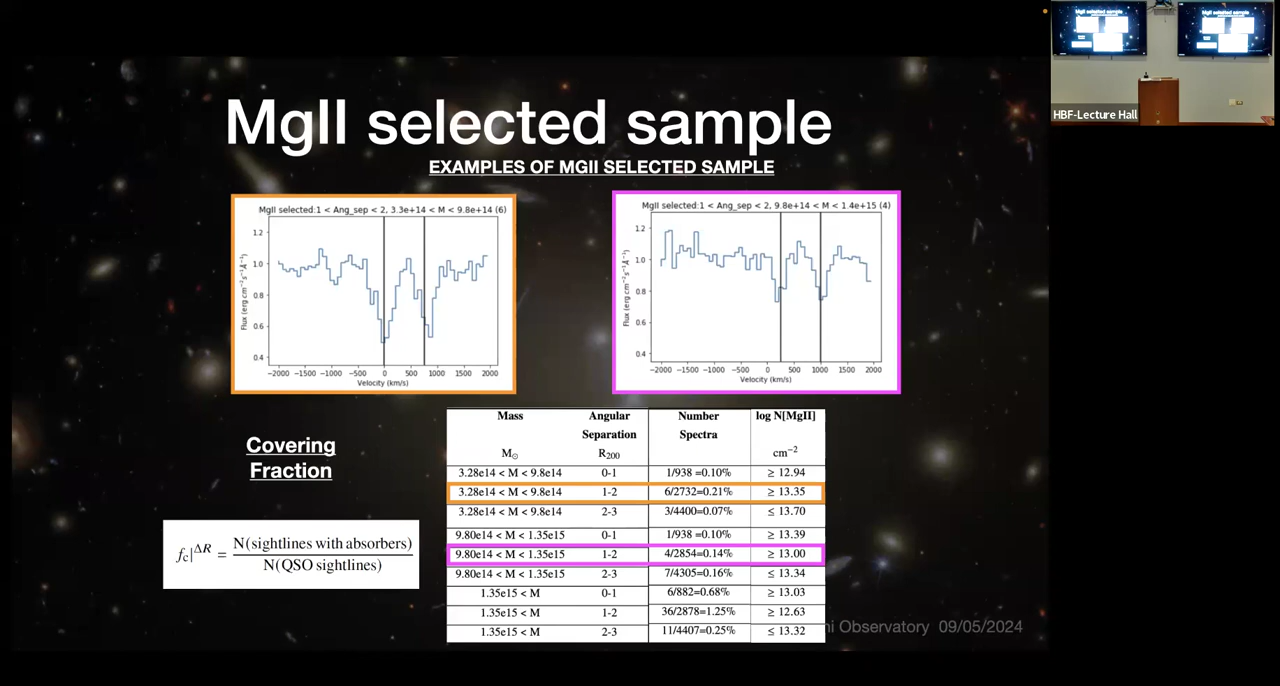 MgII selected sample
EXAMPLES OF MGII SELECTED SAMPLE
MgII selected:1 < Ang_sep < 2, 3.3e+14 < M < 9.8e+14 (6)
1.2
1.0
0.8
0.6
0.4
Flux (erg cm⁻²s⁻¹Å⁻¹)
−2000 −1500 −1000 −500 0 500 1000 1500 2000
Velocity (km/s)
MgII selected:1 < Ang_sep < 2, 9.8e+14 < M < 1.4e+15 (4)
1.2
1.0
0.8
0.6
0.4
Flux (erg cm⁻²s⁻¹Å⁻¹)
−2000 −1500 −1000 −500 0 500 1000 1500 2000
Velocity (km/s)
Covering
Fraction
f_c|^ΔR = N(sightlines with absorbers) / N(QSO sightlines)
Mass Angular Number log N[MgII]
Separation Spectra
M⊙ R₂₀₀ cm⁻²
3.28e14 < M < 9.8e14 0-1 1/938 =0.10% ≥ 12.94
3.28e14 < M < 9.8e14 1-2 6/2732=0.21% ≥ 13.35
3.28e14 < M < 9.8e14 2-3 3/4400=0.07% ≤ 13.70
9.80e14 < M < 1.35e15 0-1 1/938 =0.10% ≥ 13.39
9.80e14 < M < 1.35e15 1-2 4/2854=0.14% ≥ 13.00
9.80e14 < M < 1.35e15 2-3 7/4305=0.16% ≤ 13.34
1.35e15 < M 0-1 6/882=0.68% ≥ 13.03
1.35e15 < M 1-2 36/2878=1.25% ≥ 12.63
1.35e15 < M 2-3 11/4407=0.25% ≤ 13.32
Observatory 09/05/2024
MgII selected sample
MgII selected sample
HBF-Lecture Hall